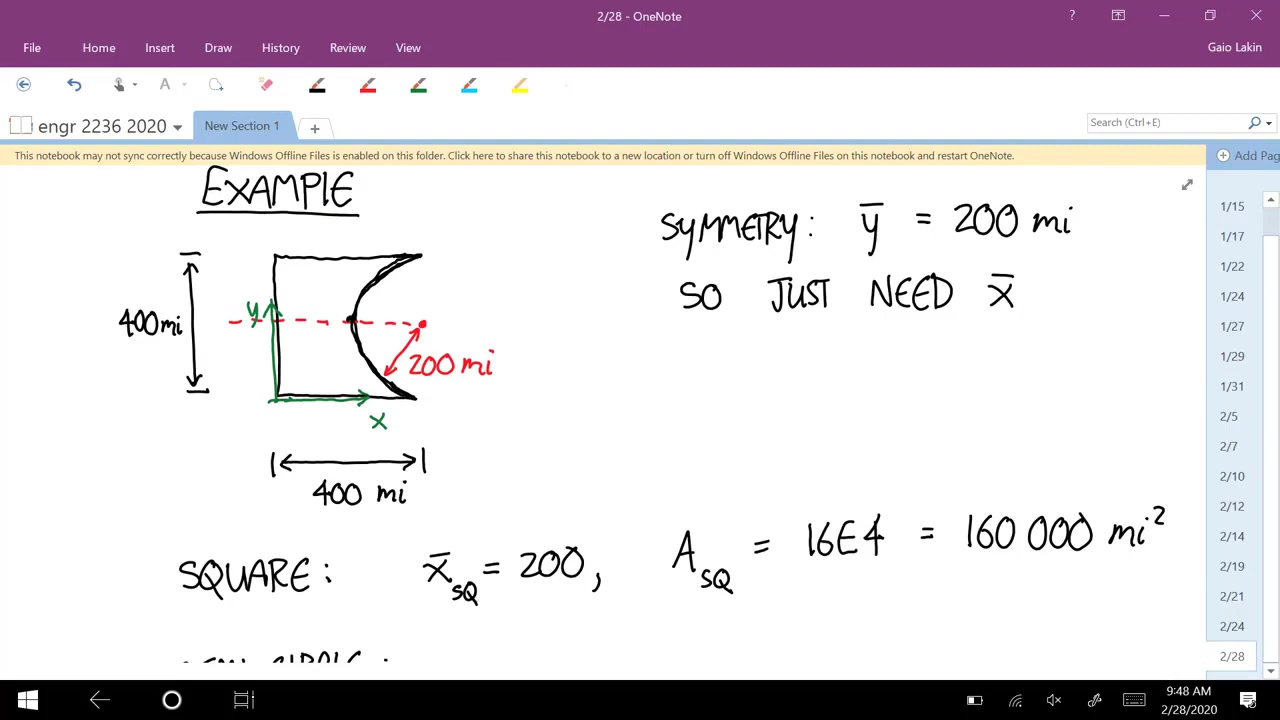 2/28 - OneNote
?
File Home Insert Draw History Review View
Gaio Lakin
engr 2236 2020
New Section 1
Search (Ctrl+E)
This notebook may not sync correctly because Windows Offline Files is enabled on this folder. Click here to share this notebook to a new location or turn off Windows Offline Files on this notebook and restart OneNote.
Add Pag
EXAMPLE
400mi
y
200 mi
x
400 mi
SYMMETRY: y̅ = 200 mi
SO JUST NEED x̅
SQUARE: x̅SQ = 200, ASQ = 16E4 = 160 000 mi²
1/15
1/17
1/22
1/24
1/27
1/29
1/31
2/5
2/7
2/10
2/12
2/14
2/19
2/21
2/24
2/28
9:48 AM
2/28/2020